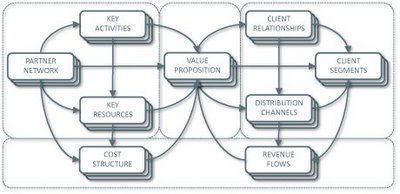 KEY
ACTIVITIES
CLIENT
RELATIONSHIPS
PARTNER
NETWORK
VALUE
PROPOSITION
CLIENT
SEGMENTS
KEY
RESOURCES
DISTRIBUTION
CHANNELS
COST
STRUCTURE
REVENUE
FLOWS